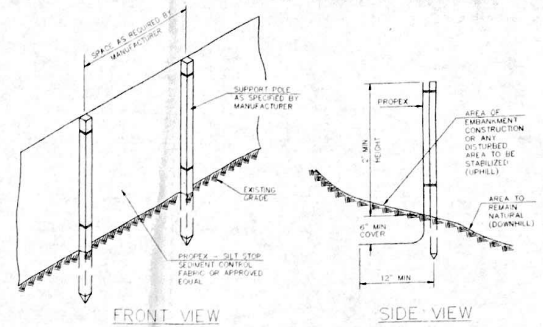 SPACE AS REQUIRED BY
MANUFACTURER
SUPPORT POLE
AS SPECIFIED BY
MANUFACTURER
EXISTING
GRADE
PROPEX - SILT STOP
SEDIMENT CONTROL
FABRIC OR APPROVED
EQUAL
FRONT VIEW
PROPEX
MIN
HEIGHT
AREA OF
EMBANKMENT
CONSTRUCTION
OR ANY
DISTURBED
AREA TO BE
STABILIZED
(UPHILL)
AREA TO
REMAIN
NATURAL
(DOWNHILL)
6" MIN
COVER
12" MIN.
SIDE VIEW